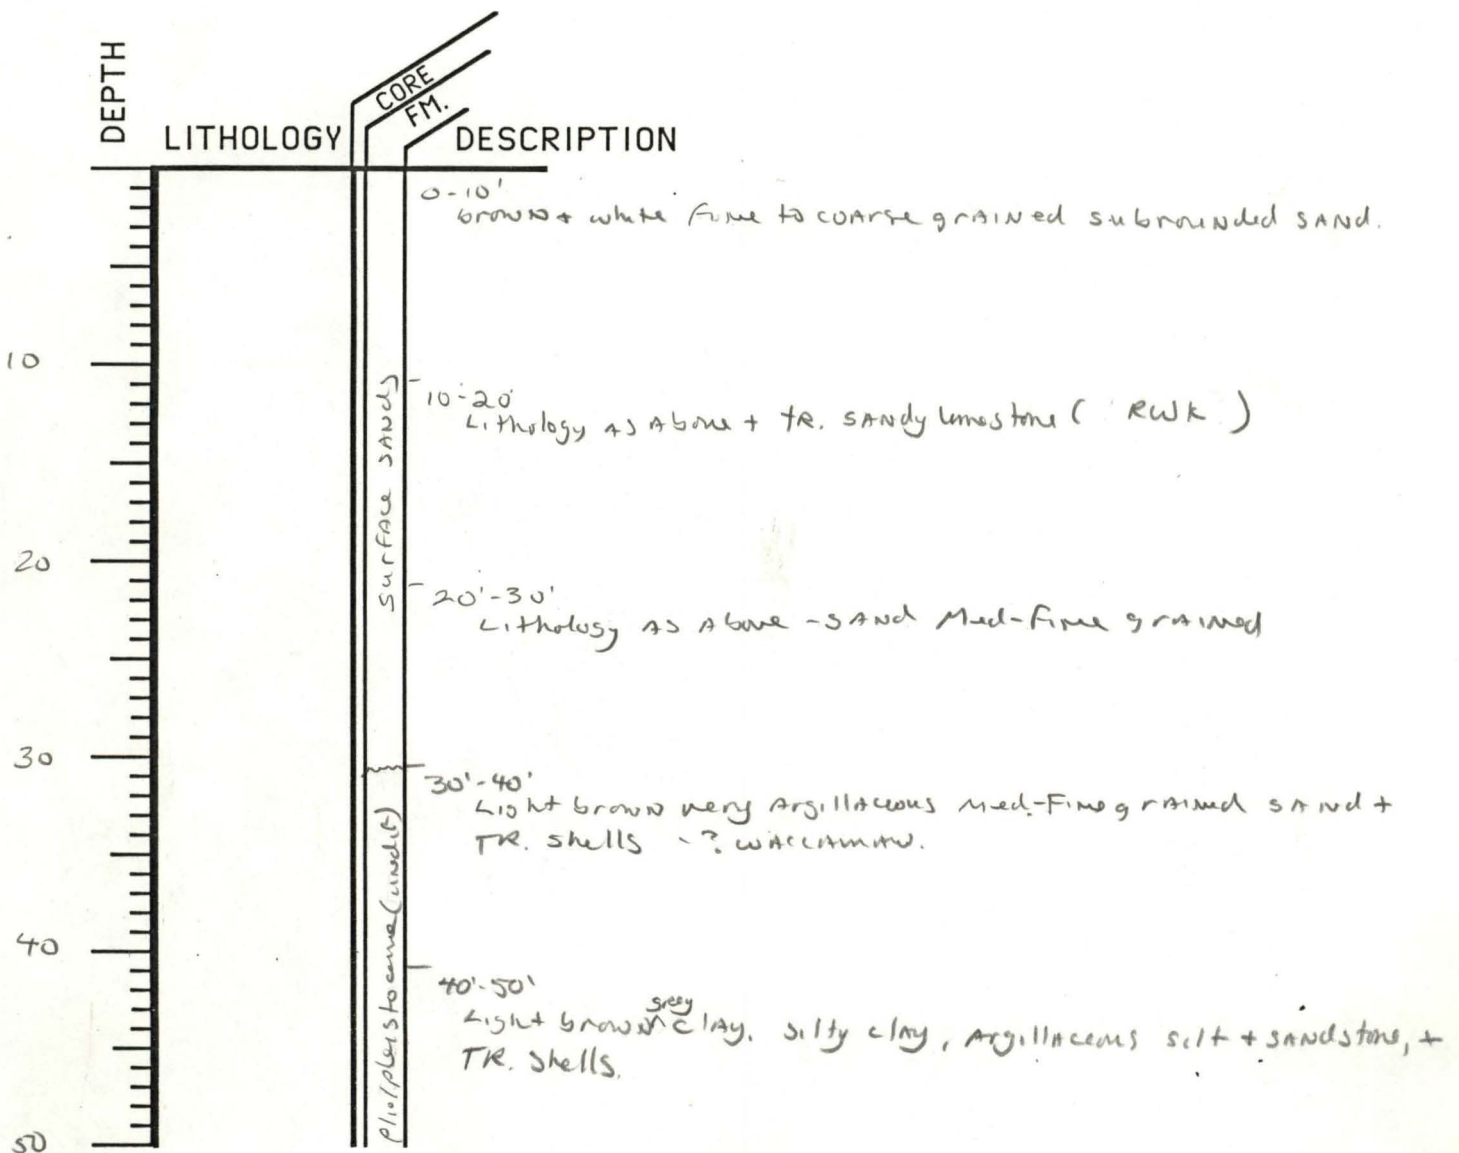 DEPTH
LITHOLOGY
CORE
FM.
DESCRIPTION
0-10'
brown + white fine to coarse grained subrounded SAND.
10
surface sands
10-20'
Lithology as above + tr. sandy limestone ( RWK )
20
20'-30'
Lithology as above - sand Med-Fine grained
30
30'-40'
Light brown very Argillaceous Med-Fine grained sand +
TR. shells - ? WACCAMAW.
plio/pleistocene
40
40'-50'
Light brown ^ grey clay, silty clay, Argillaceous silt + sandstone, +
TR. shells.
50